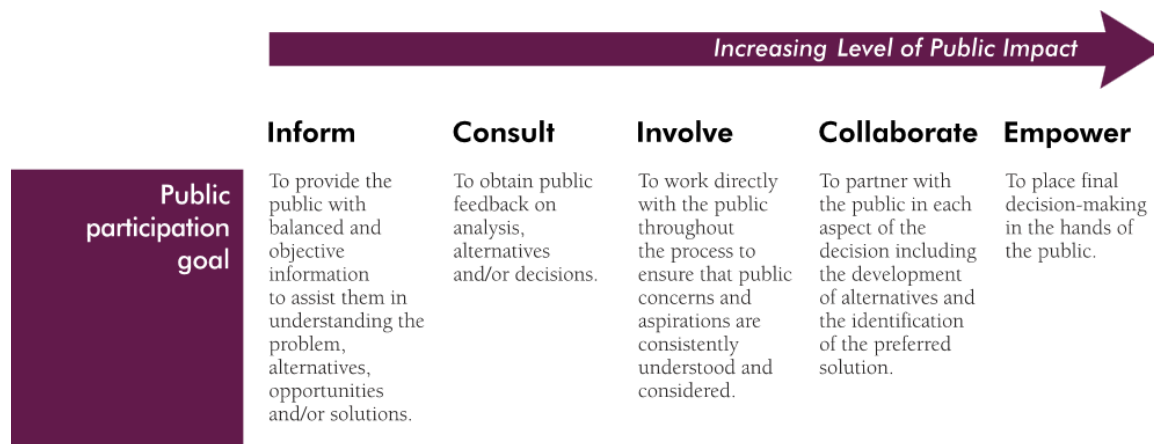 Increasing Level of Public Impact
Inform
Consult
Involve
Collaborate
Empower
Public
participation
goal
To provide the
public with
balanced and
objective
information
to assist them in
understanding the
problem,
alternatives,
opportunities
and/or solutions.
To obtain public
feedback on
analysis,
alternatives
and/or decisions.
To work directly
with the public
throughout
the process to
ensure that public
concerns and
aspirations are
consistently
understood and
considered.
To partner with
the public in each
aspect of the
decision including
the development
of alternatives and
the identification
of the preferred
solution.
To place final
decision-making
in the hands of
the public.